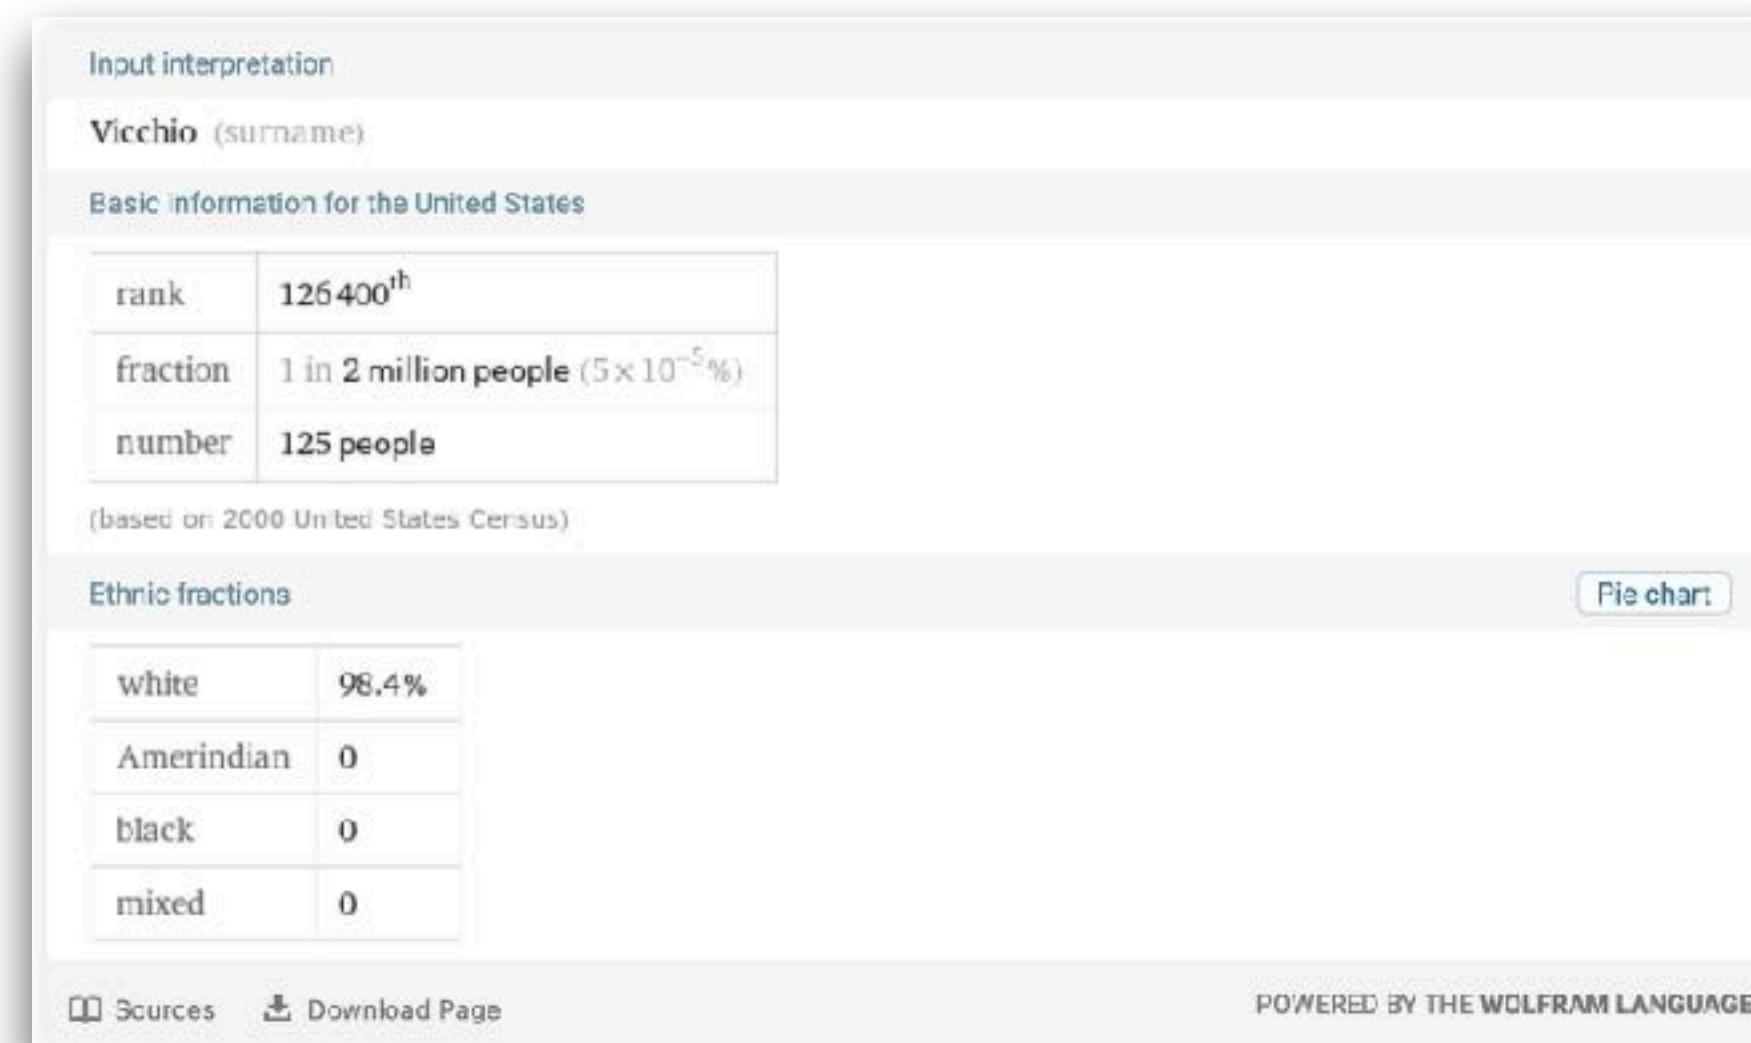 Input interpretation
Vicchio (surname)
Basic information for the United States
rank 126400th
fraction 1 in 2 million people (5×10^-5%)
number 125 people
(based on 2000 United States Census)
Ethnic fractions Pie chart
white 98.4%
Amerindian 0
black 0
mixed 0
Sources Download Page POWERED BY THE WOLFRAM LANGUAGE